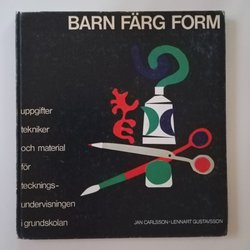 BARN FÄRG FORM
uppgifter
tekniker
och material
för
tecknings-
undervisningen
i grundskolan
JAN CARLSSON • LENNART GUSTAVSSON